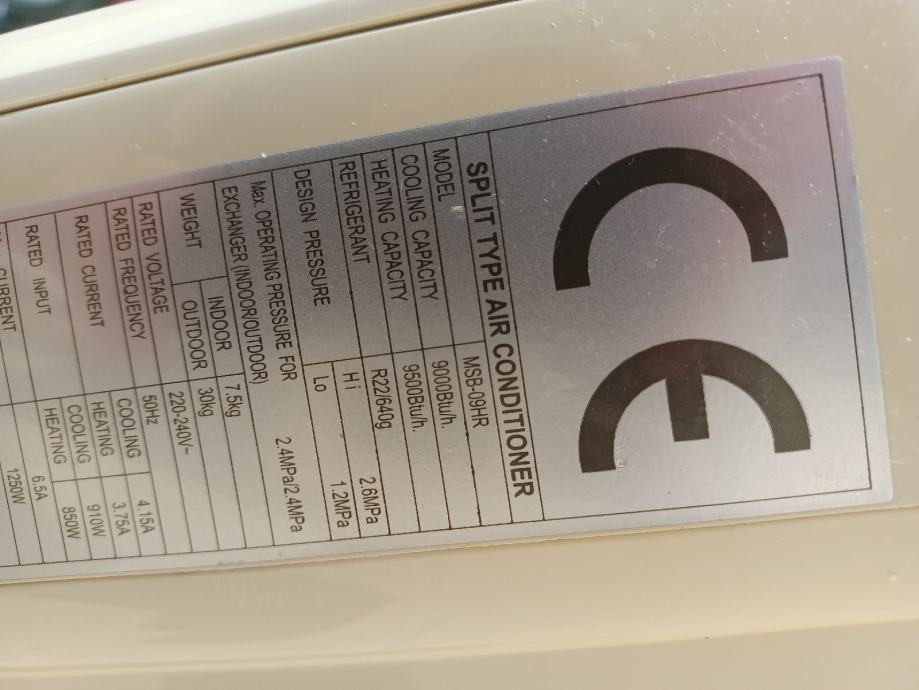 CE
SPLIT TYPE AIR CONDITIONER
MODEL MSB-09HR
COOLING CAPACITY 9000Btu/h.
HEATING CAPACITY 9500Btu/h.
REFRIGERANT R22/640g
DESIGN PRESSURE Hi 2.6MPa
Lo 1.2MPa
Max. OPERATING PRESSURE FOR
EXCHANGER (INDOOR/OUTDOOR) 2.4MPa/2.4MPa
WEIGHT INDOOR 7.5kg
OUTDOOR 30kg
RATED VOLTAGE 220-240V~
RATED FREQUENCY 50Hz
RATED CURRENT COOLING 4.15A
HEATING 3.75A
RATED INPUT COOLING 910W
HEATING 850W
CURRENT 6.5A
1250W